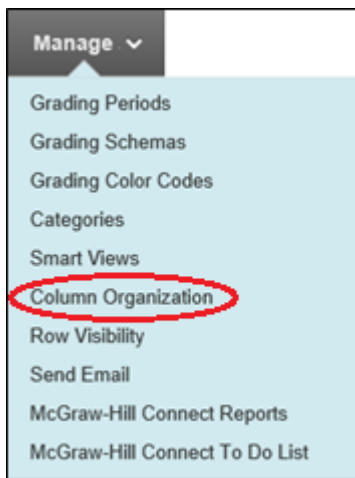 Manage
Grading Periods
Grading Schemas
Grading Color Codes
Categories
Smart Views
Column Organization
Row Visibility
Send Email
McGraw-Hill Connect Reports
McGraw-Hill Connect To Do List